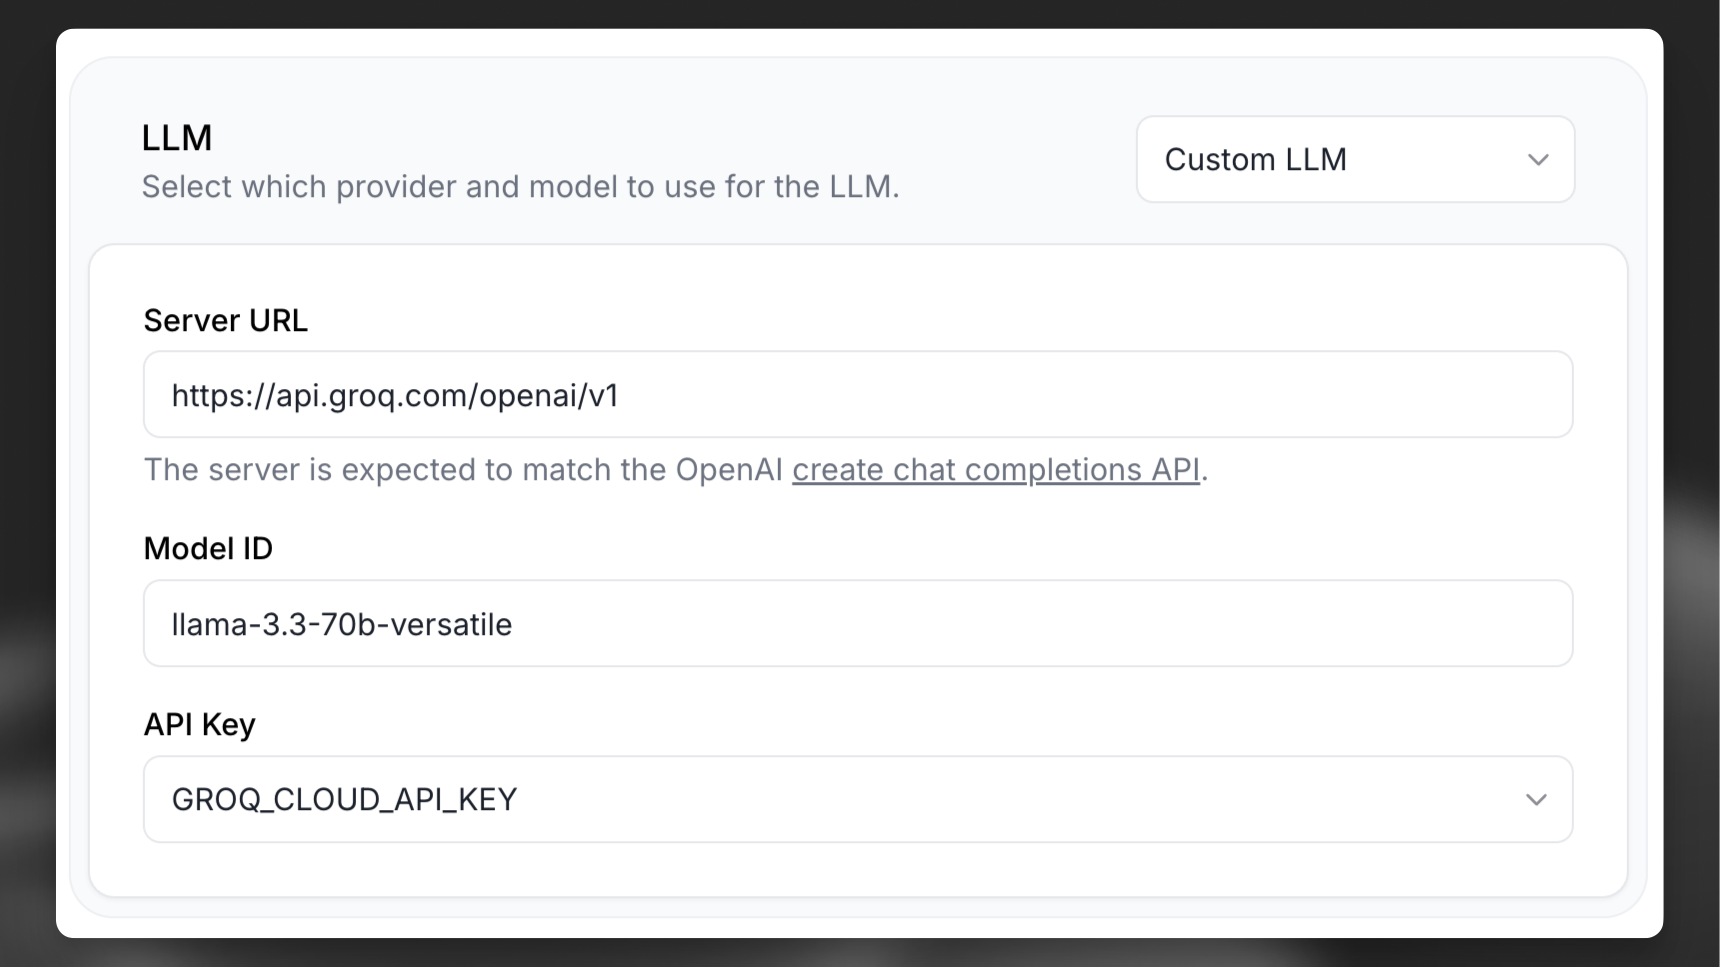 LLM
Select which provider and model to use for the LLM.
Custom LLM
Server URL
https://api.groq.com/openai/v1
The server is expected to match the OpenAI create chat completions API.
Model ID
llama-3.3-70b-versatile
API Key
GROQ_CLOUD_API_KEY